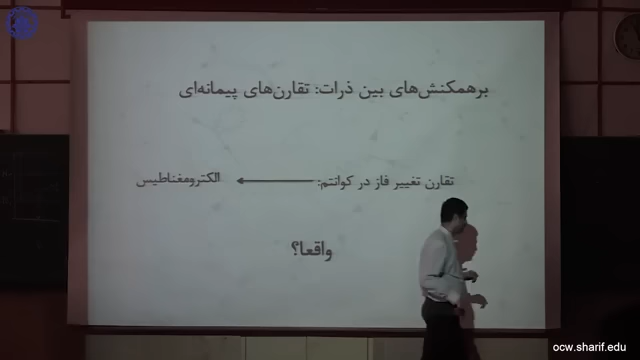 برهمکنش‌های بین ذرات: تقارن‌های پیمانه‌ای
تقارن تغییر فاز در کوانتم: الکترومغناطیس
واقعا؟
ocw.sharif.edu